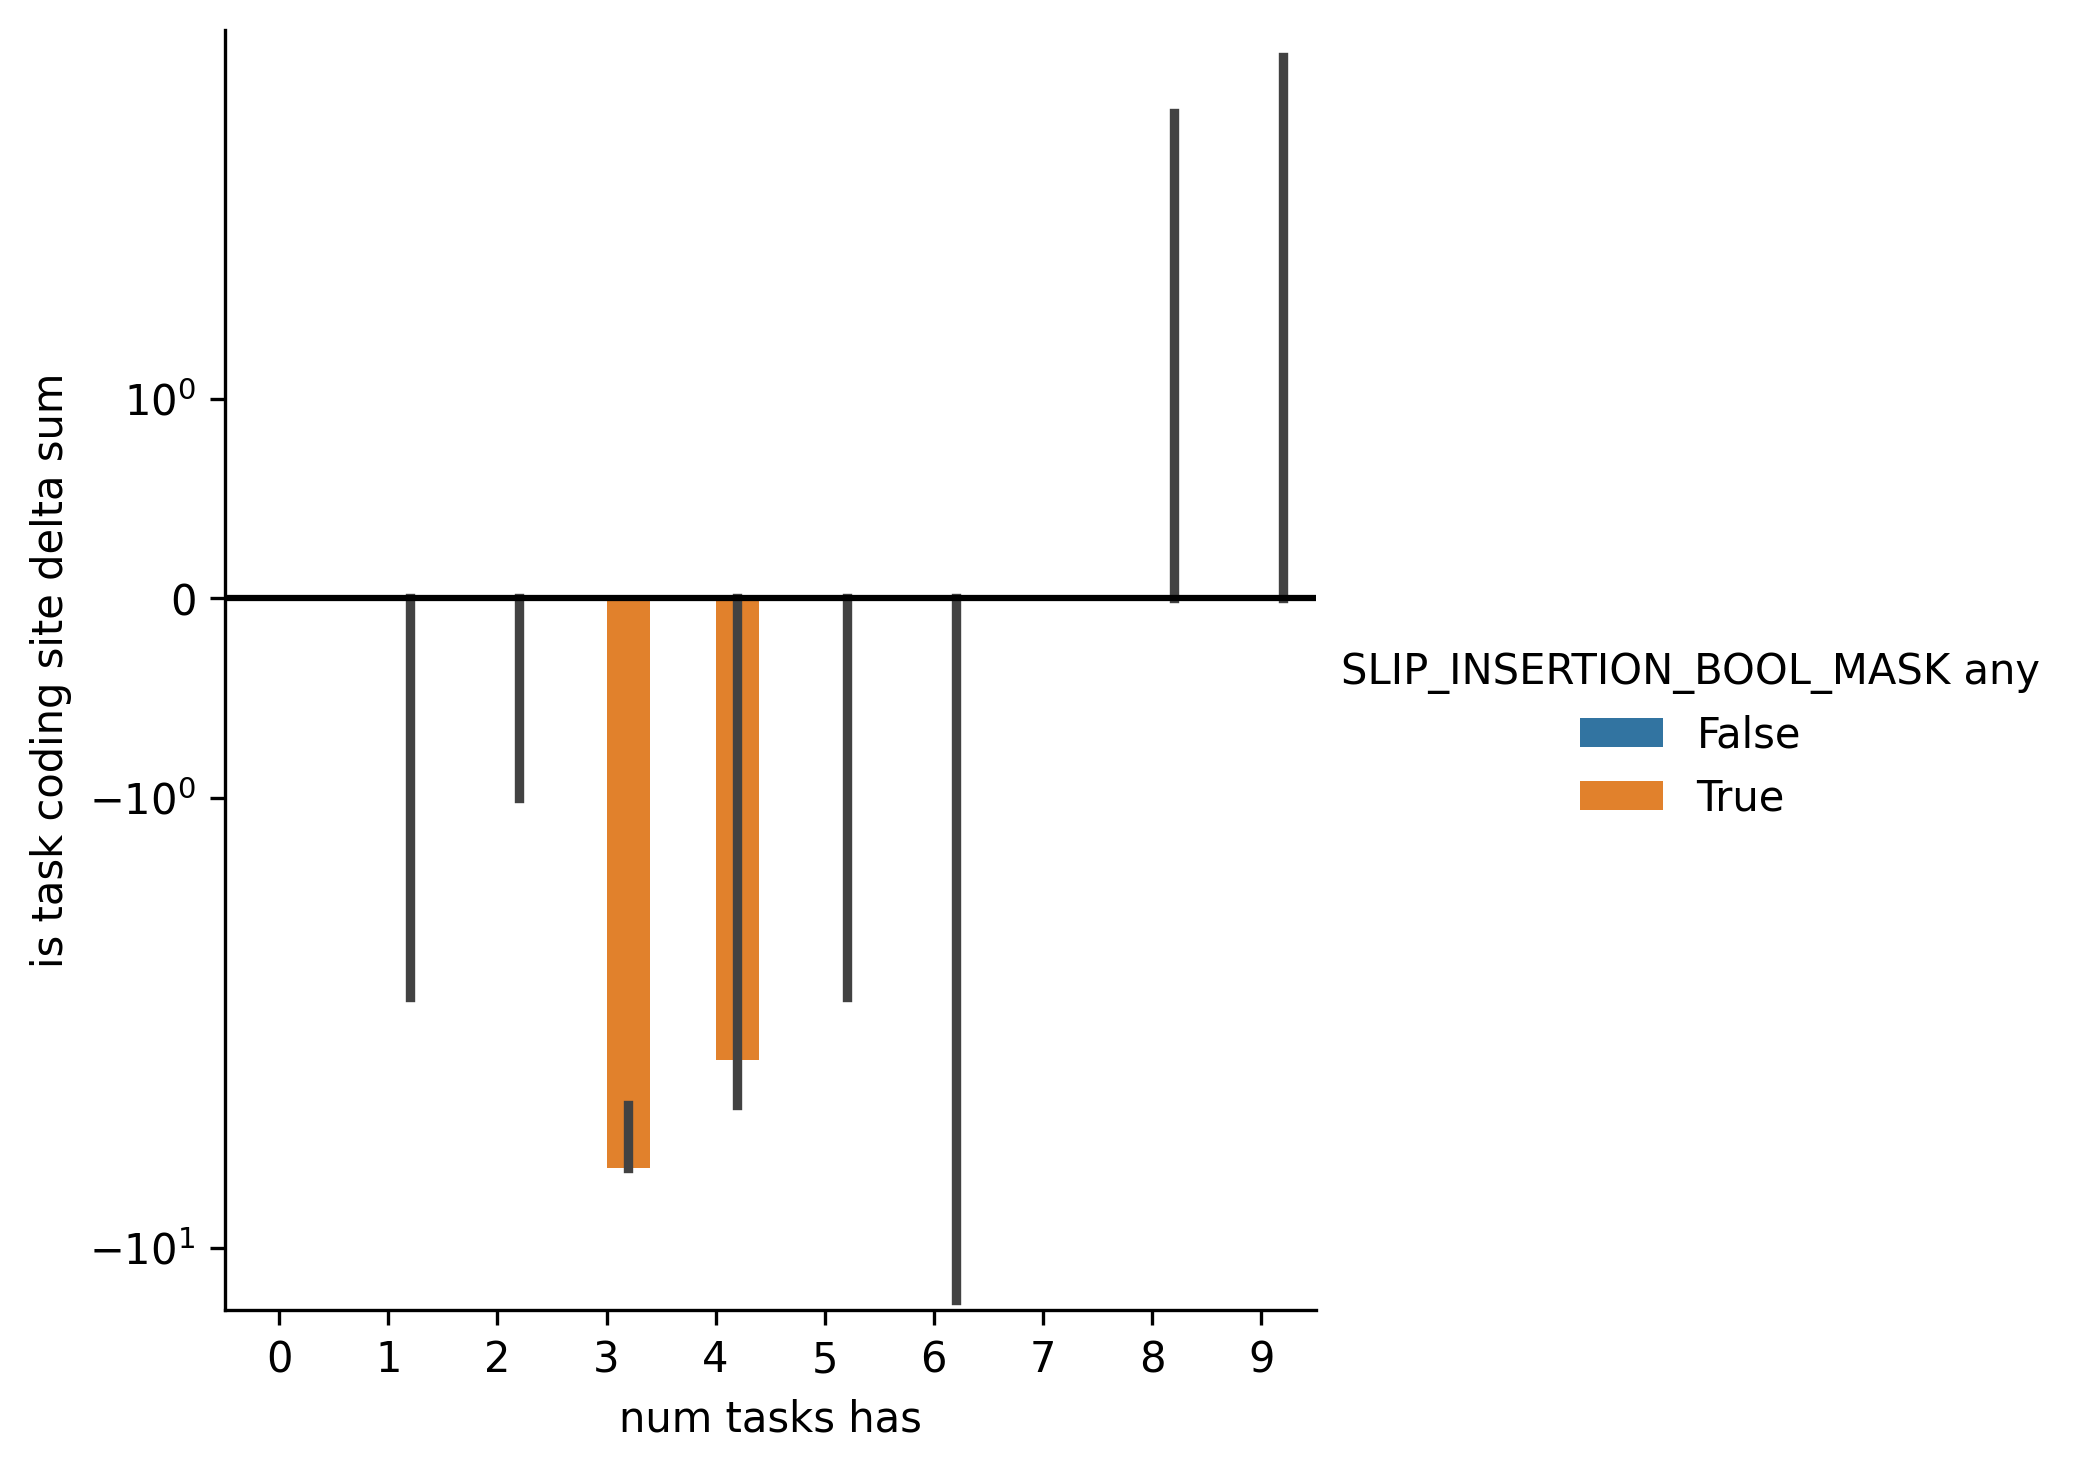 is task coding site delta sum
10⁰
0
−10⁰
−10¹
0 1 2 3 4 5 6 7 8 9
num tasks has
SLIP_INSERTION_BOOL_MASK any
False
True